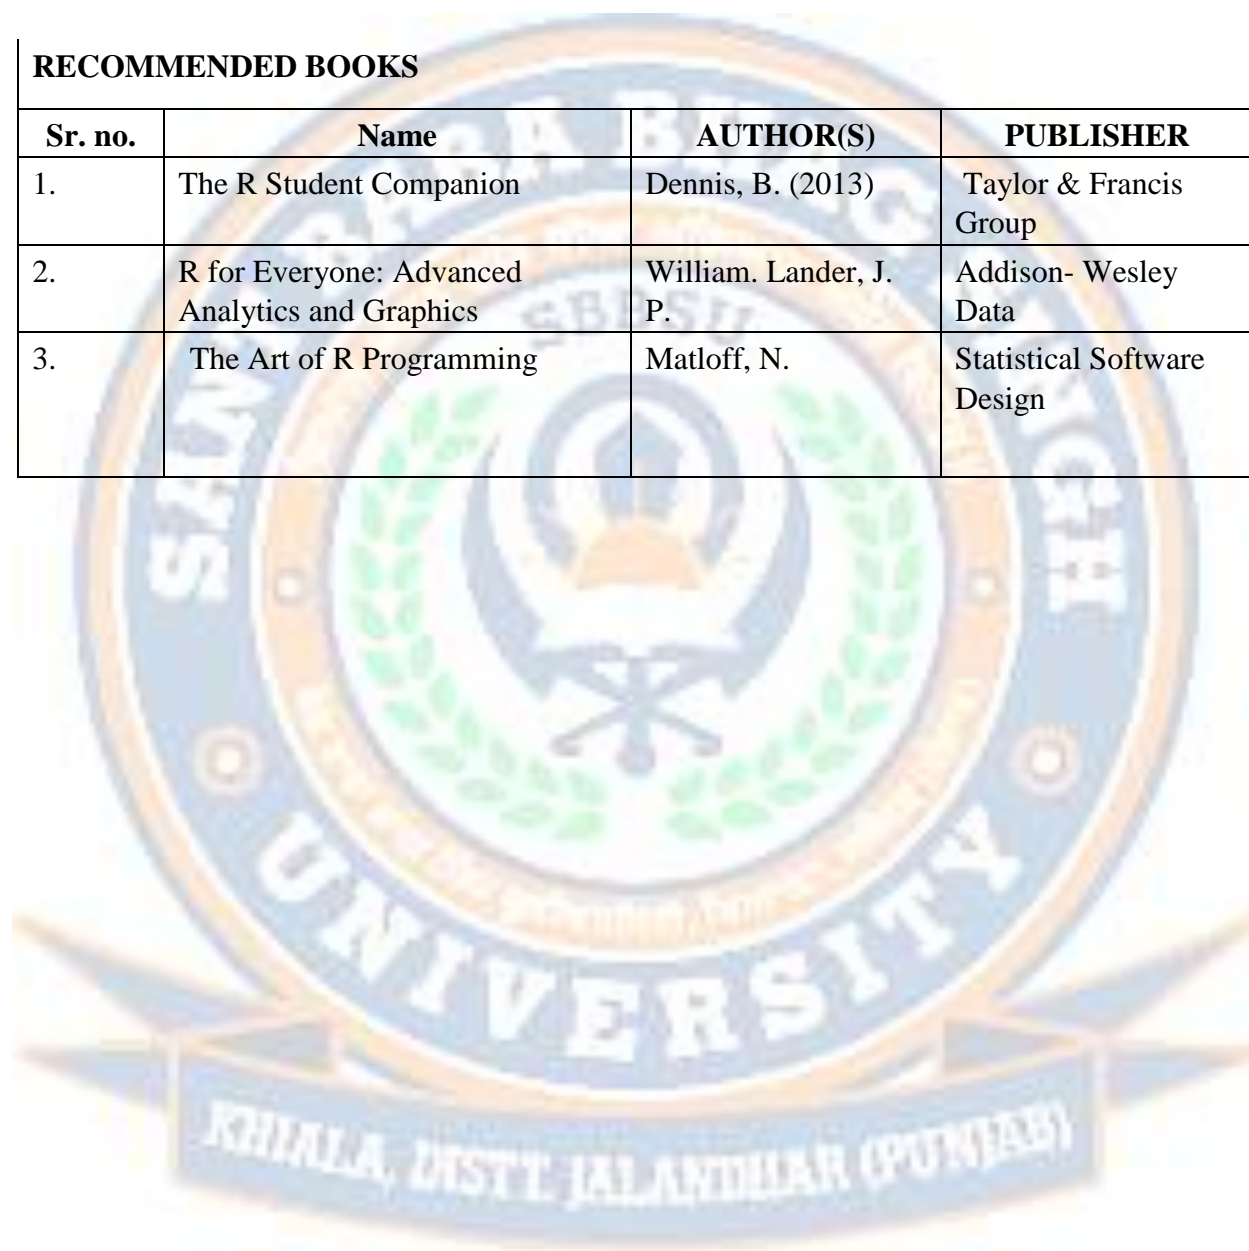 RECOMMENDED BOOKS
Sr. no. Name AUTHOR(S) PUBLISHER
1. The R Student Companion Dennis, B. (2013) Taylor & Francis
Group
2. R for Everyone: Advanced William. Lander, J. Addison- Wesley
Analytics and Graphics P. Data
3. The Art of R Programming Matloff, N. Statistical Software
Design
SBBSU
UNIVERSITY
KHIALA, DISTT. JALANDHAR (PUNJAB)